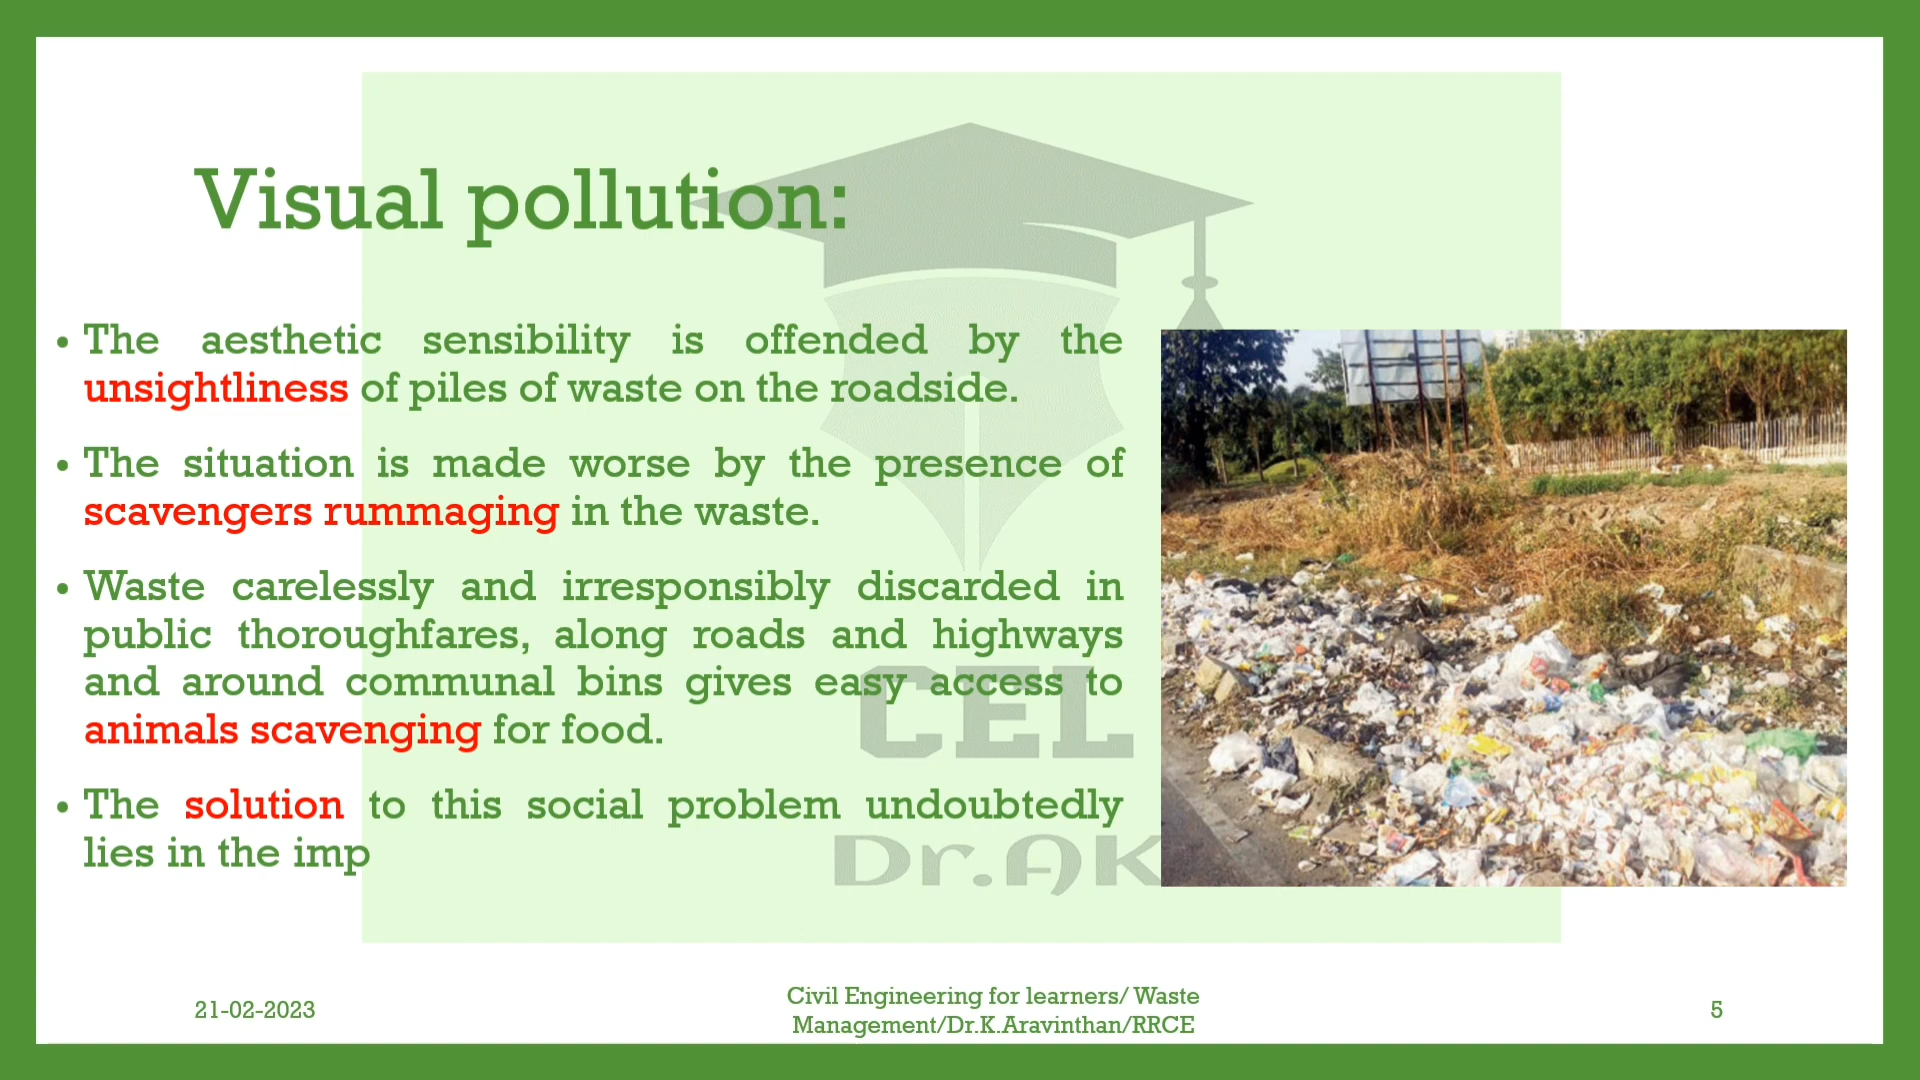 Visual pollution:
• The aesthetic sensibility is offended by the
unsightliness of piles of waste on the roadside.
• The situation is made worse by the presence of
scavengers rummaging in the waste.
• Waste carelessly and irresponsibly discarded in
public thoroughfares, along roads and highways
and around communal bins gives easy access to
animals scavenging for food.
• The solution to this social problem undoubtedly
lies in the imp
CEL
Dr.AK
21-02-2023
Civil Engineering for learners/ Waste
Management/Dr.K.Aravinthan/RRCE
5